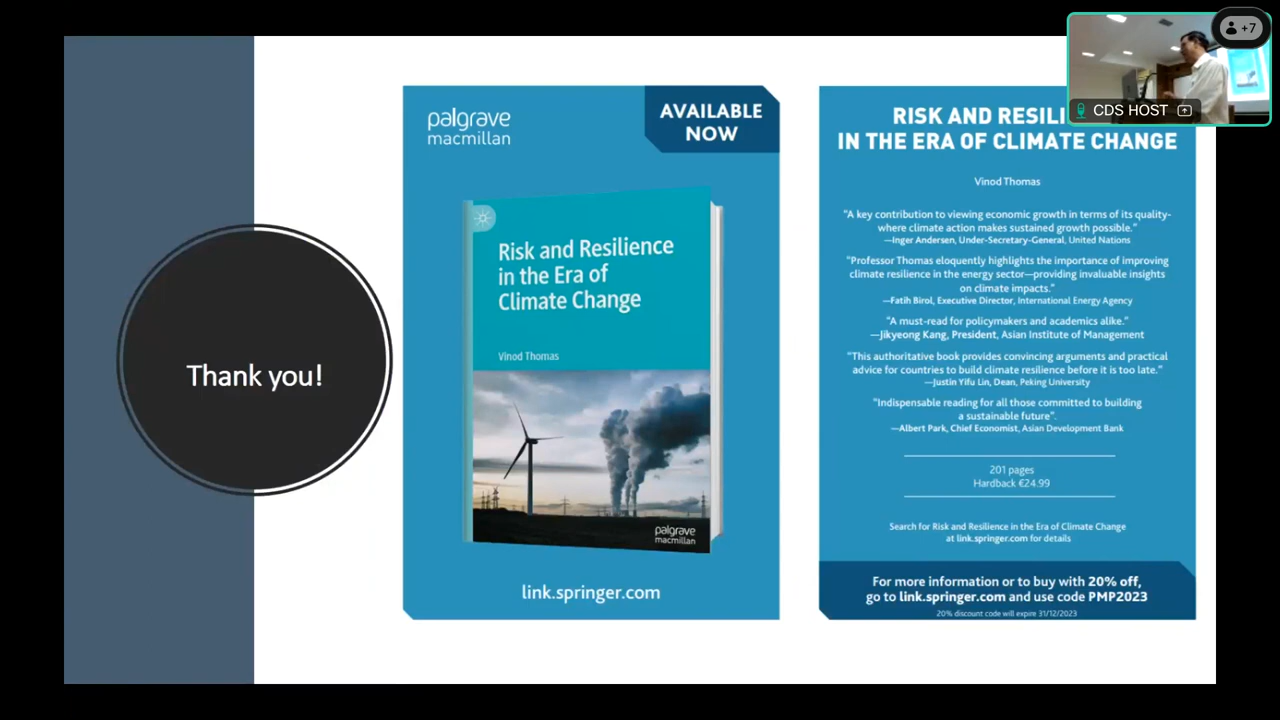 +7
CDS HOST
Thank you!
palgrave
macmillan
AVAILABLE
NOW
Risk and Resilience
in the Era of
Climate Change
Vinod Thomas
palgrave
macmillan
link.springer.com
RISK AND RESILI
IN THE ERA OF CLIMATE CHANGE
Vinod Thomas
"A key contribution to viewing economic growth in terms of its quality-
where climate action makes sustained growth possible."
—Inger Andersen, Under-Secretary-General, United Nations
"Professor Thomas eloquently highlights the importance of improving
climate resilience in the energy sector—providing invaluable insights
on climate impacts."
—Fatih Birol, Executive Director, International Energy Agency
"A must-read for policymakers and academics alike."
—Jikyeong Kang, President, Asian Institute of Management
"This authoritative book provides convincing arguments and practical
advice for countries to build climate resilience before it is too late."
—Justin Yifu Lin, Dean, Peking University
"Indispensable reading for all those committed to building
a sustainable future".
—Albert Park, Chief Economist, Asian Development Bank
201 pages
Hardback €24.99
Search for Risk and Resilience in the Era of Climate Change
at link.springer.com for details
For more information or to buy with 20% off,
go to link.springer.com and use code PMP2023
20% discount code will expire 31/12/2023